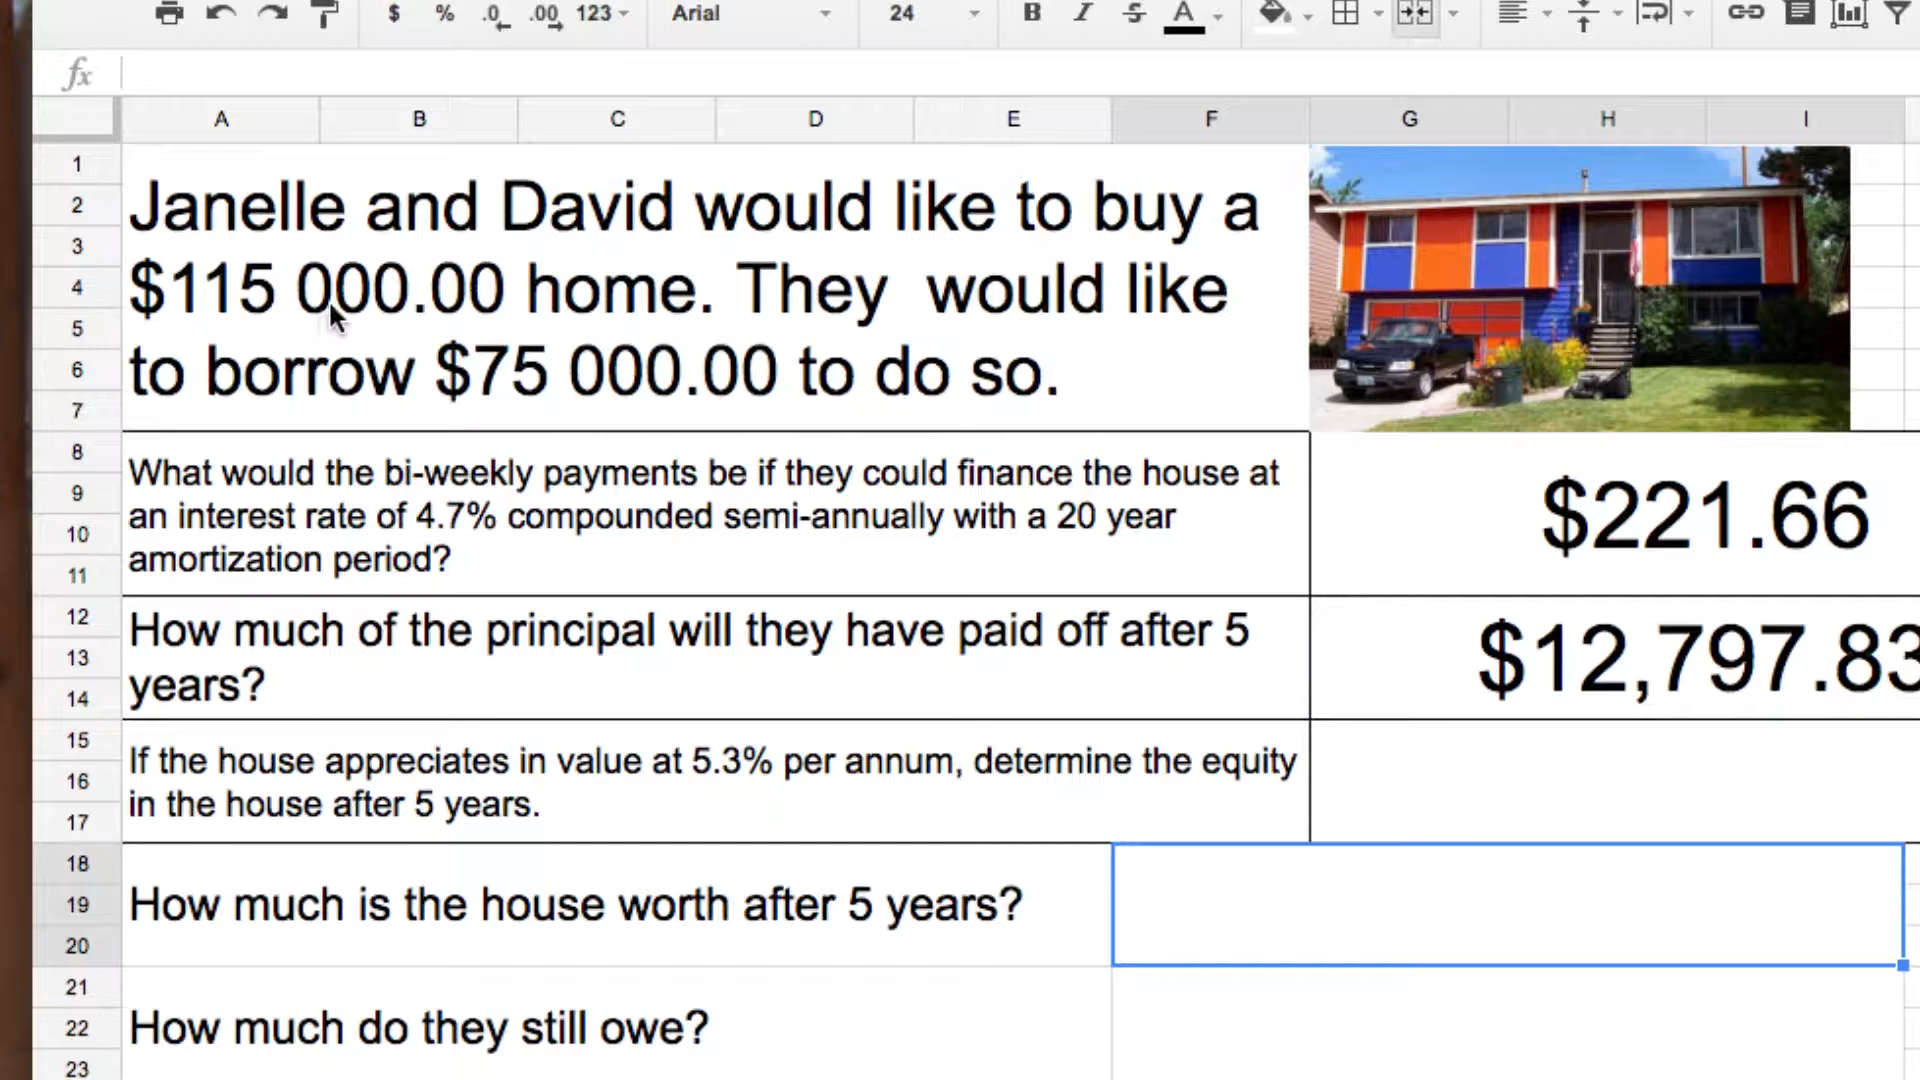 $ % .0 .00 123 Arial 24 B I S A
fx
A B C D E F G H I
1
2
3
4
5
6
7
Janelle and David would like to buy a
$115 000.00 home. They would like
to borrow $75 000.00 to do so.
8
9
10
11
What would the bi-weekly payments be if they could finance the house at
an interest rate of 4.7% compounded semi-annually with a 20 year
amortization period?
$221.66
12
13
14
How much of the principal will they have paid off after 5
years?
$12,797.83
15
16
17
If the house appreciates in value at 5.3% per annum, determine the equity
in the house after 5 years.
18
19
20
How much is the house worth after 5 years?
21
22
23
How much do they still owe?